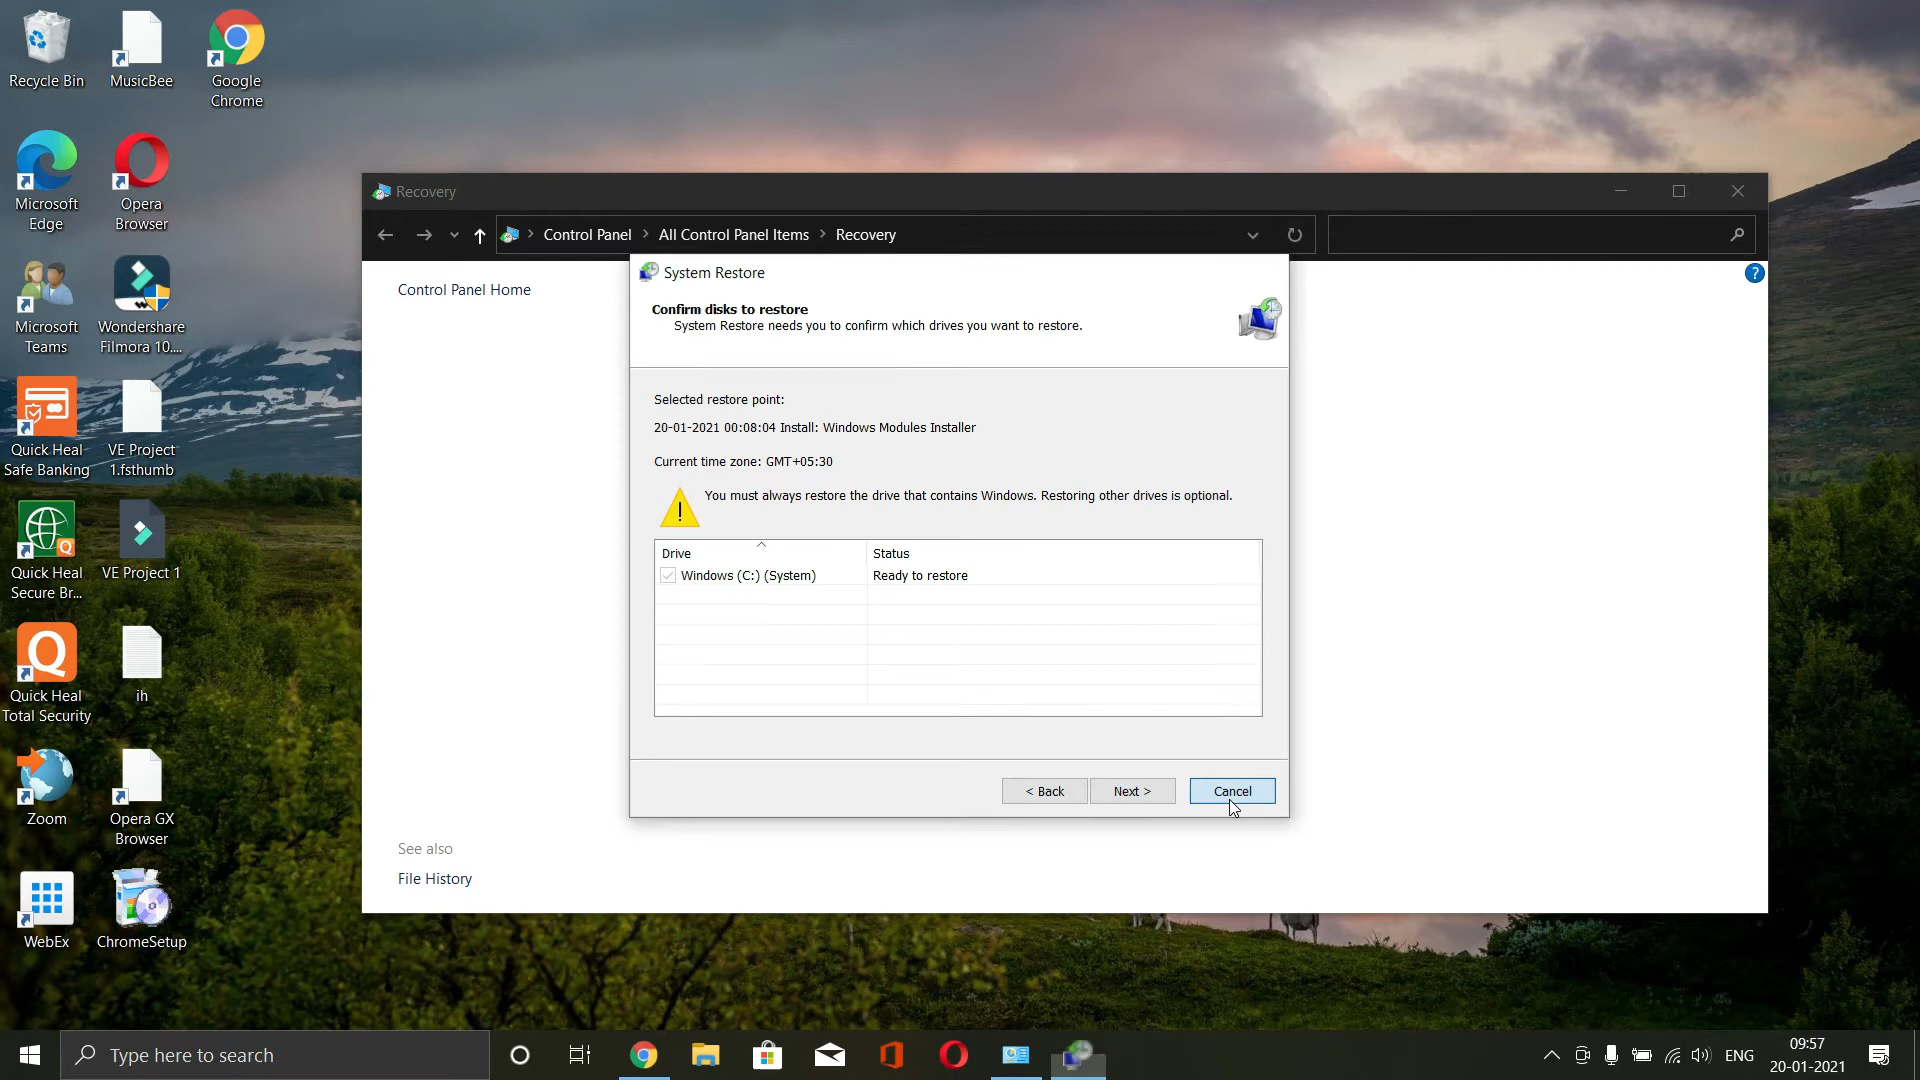 Recycle Bin
MusicBee
Google
Chrome
Microsoft
Edge
Opera
Browser
Microsoft
Teams
Wondershare
Filmora 10....
Quick Heal
Safe Banking
VE Project
1.fsthumb
Quick Heal
Secure Br...
VE Project 1
Quick Heal
Total Security
ih
Zoom
Opera GX
Browser
WebEx
ChromeSetup
Recovery
Control Panel > All Control Panel Items > Recovery
Control Panel Home
See also
File History
System Restore
Confirm disks to restore
System Restore needs you to confirm which drives you want to restore.
Selected restore point:
20-01-2021 00:08:04 Install: Windows Modules Installer
Current time zone: GMT+05:30
You must always restore the drive that contains Windows. Restoring other drives is optional.
Drive Status
Windows (C:) (System) Ready to restore
< Back Next > Cancel
Type here to search
ENG
09:57
20-01-2021